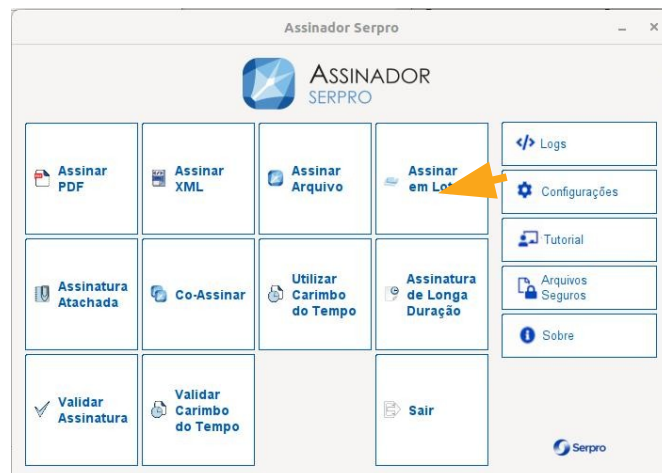 Assinador Serpro
ASSINADOR
SERPRO
Assinar
PDF
Assinar
XML
Assinar
Arquivo
Assinar
em
Logs
Configurações
Tutorial
Arquivos
Seguros
Sobre
Assinatura
Atachada
Co-Assinar
Utilizar
Carimbo
do Tempo
Assinatura
de Longa
Duração
Validar
Assinatura
Validar
Carimbo
do Tempo
Sair
Serpro